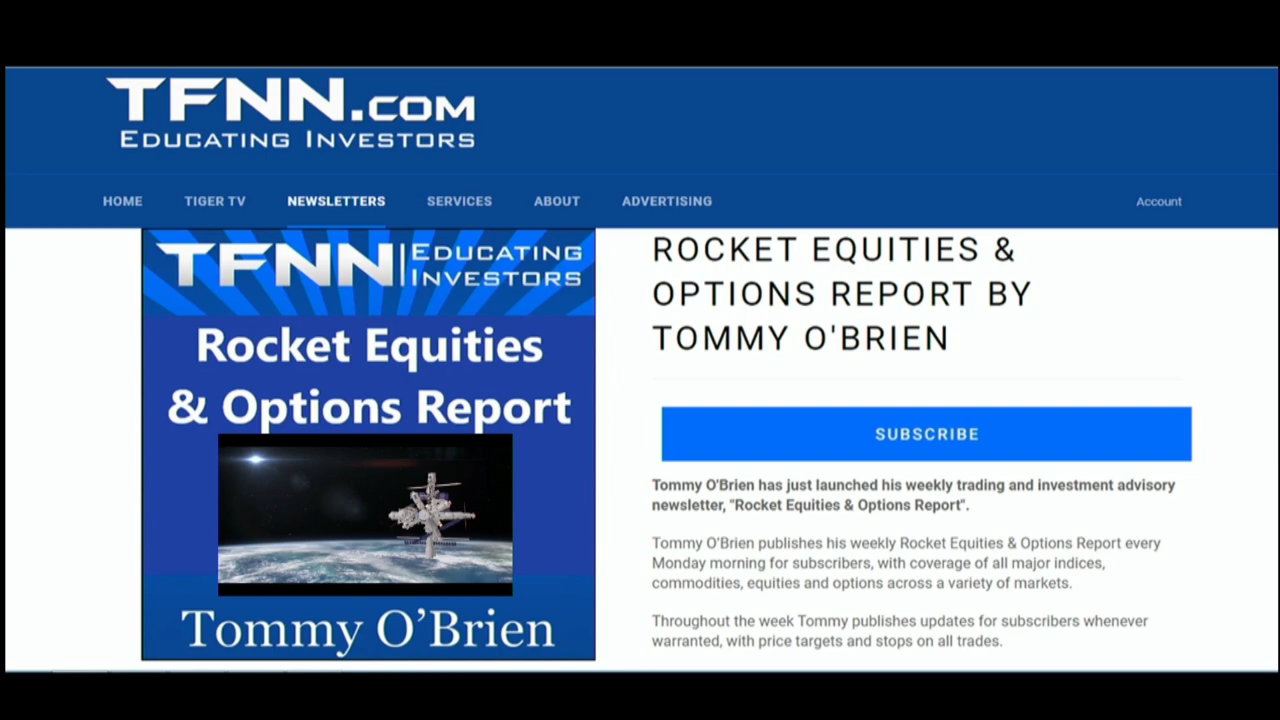 TFNN.COM
EDUCATING INVESTORS
HOME TIGER TV NEWSLETTERS SERVICES ABOUT ADVERTISING Account
TFNN EDUCATING
INVESTORS
Rocket Equities
& Options Report
Tommy O’Brien
ROCKET EQUITIES &
OPTIONS REPORT BY
TOMMY O'BRIEN
SUBSCRIBE
Tommy O'Brien has just launched his weekly trading and investment advisory
newsletter, "Rocket Equities & Options Report".
Tommy O'Brien publishes his weekly Rocket Equities & Options Report every
Monday morning for subscribers, with coverage of all major indices,
commodities, equities and options across a variety of markets.
Throughout the week Tommy publishes updates for subscribers whenever
warranted, with price targets and stops on all trades.